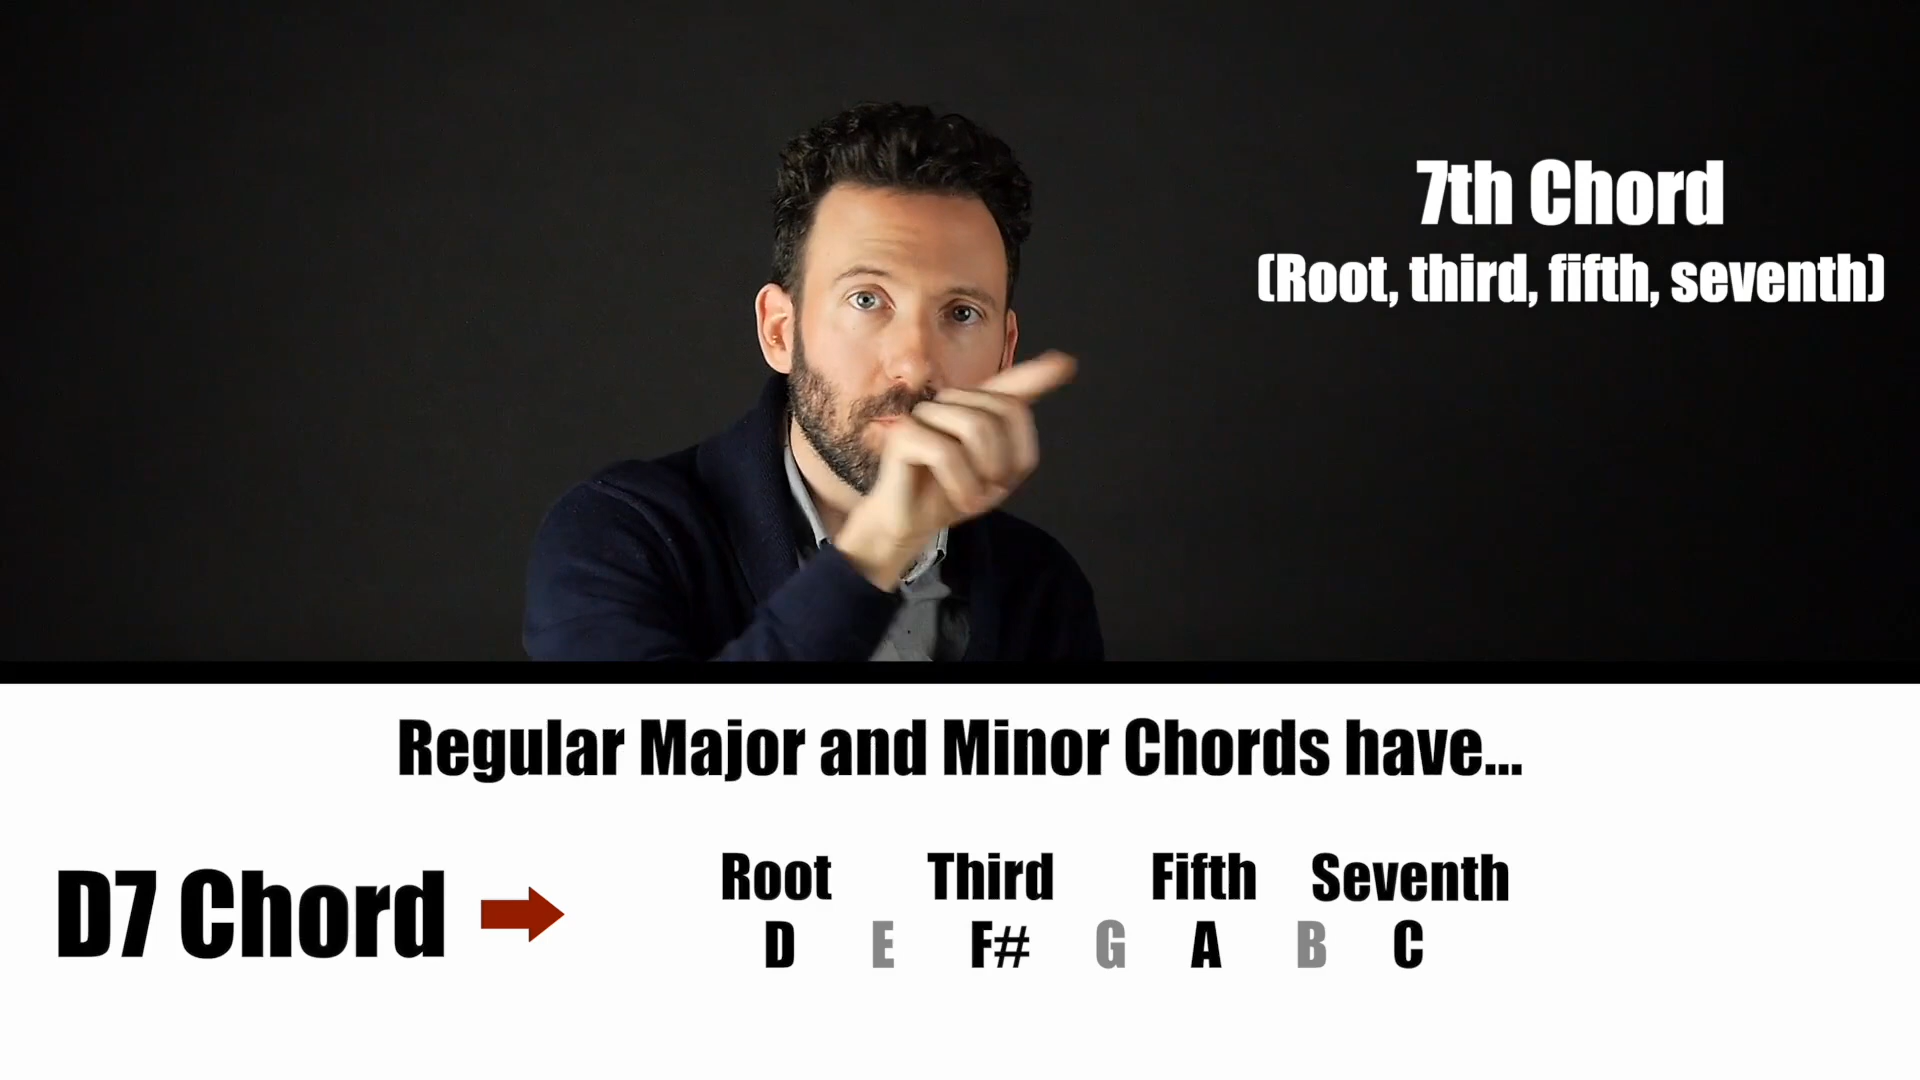 7th Chord
(Root, third, fifth, seventh)
Regular Major and Minor Chords have...
D7 Chord
Root Third Fifth Seventh
D E F# G A B C